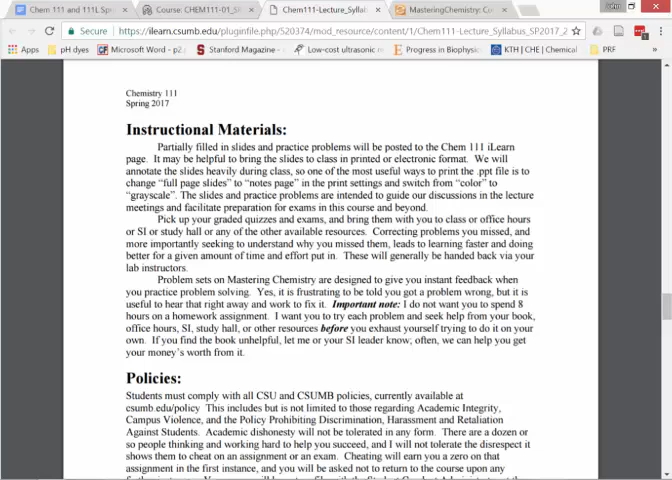 Chem 111 and 111L Sp
Course: CHEM111-01_SP
Chem111-Lecture_Syllab
MasteringChemistry: Co
John
Secure
https://ilearn.csumb.edu/pluginfile.php/520374/mod_resource/content/1/Chem111-Lecture_Syllabus_SP2017_2
Apps
pH dyes
Microsoft Word - p2.
Stanford Magazine -
Low-cost ultrasonic m
Progress in Biophysic
KTH | CHE | Chemical
PRF
Chemistry 111
Spring 2017
Instructional Materials:
Partially filled in slides and practice problems will be posted to the Chem 111 iLearn
page. It may be helpful to bring the slides to class in printed or electronic format. We will
annotate the slides heavily during class, so one of the most useful ways to print the .ppt file is to
change “full page slides” to “notes page” in the print settings and switch from “color” to
“grayscale”. The slides and practice problems are intended to guide our discussions in the lecture
meetings and facilitate preparation for exams in this course and beyond.
Pick up your graded quizzes and exams, and bring them with you to class or office hours
or SI or study hall or any of the other available resources. Correcting problems you missed, and
more importantly seeking to understand why you missed them, leads to learning faster and doing
better for a given amount of time and effort put in. These will generally be handed back via your
lab instructors.
Problem sets on Mastering Chemistry are designed to give you instant feedback when
you practice problem solving. Yes, it is frustrating to be told you got a problem wrong, but it is
useful to hear that right away and work to fix it. Important note: I do not want you to spend 8
hours on a homework assignment. I want you to try each problem and seek help from your book,
office hours, SI, study hall, or other resources before you exhaust yourself trying to do it on your
own. If you find the book unhelpful, let me or your SI leader know; often, we can help you get
your money’s worth from it.
Policies:
Students must comply with all CSU and CSUMB policies, currently available at
csumb.edu/policy This includes but is not limited to those regarding Academic Integrity,
Campus Violence, and the Policy Prohibiting Discrimination, Harassment and Retaliation
Against Students. Academic dishonesty will not be tolerated in any form. There are a dozen or
so people thinking and working hard to help you succeed, and I will not tolerate the disrespect it
shows them to cheat on an assignment or an exam. Cheating will earn you a zero on that
assignment in the first instance, and you will be asked not to return to the course upon any